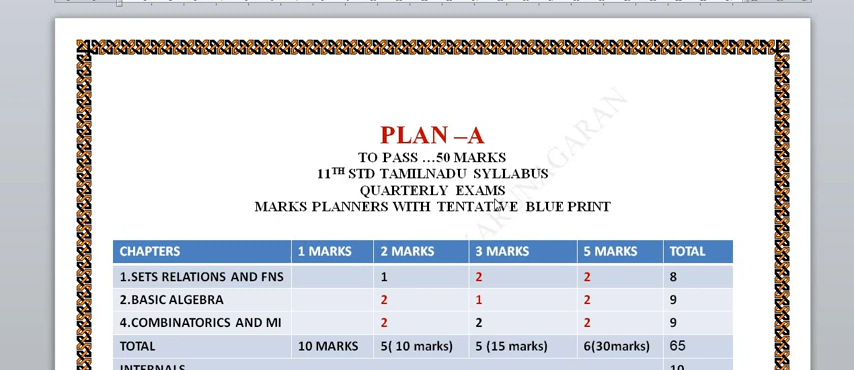 PLAN –A
TO PASS ...50 MARKS
11TH STD TAMILNADU SYLLABUS
QUARTERLY EXAMS
MARKS PLANNERS WITH TENTATIVE BLUE PRINT
CHAPTERS 1 MARKS 2 MARKS 3 MARKS 5 MARKS TOTAL
1.SETS RELATIONS AND FNS 1 2 2 8
2.BASIC ALGEBRA 2 1 2 9
4.COMBINATORICS AND MI 2 2 2 9
TOTAL 10 MARKS 5( 10 marks) 5 (15 marks) 6(30marks) 65
INTERNALS 10